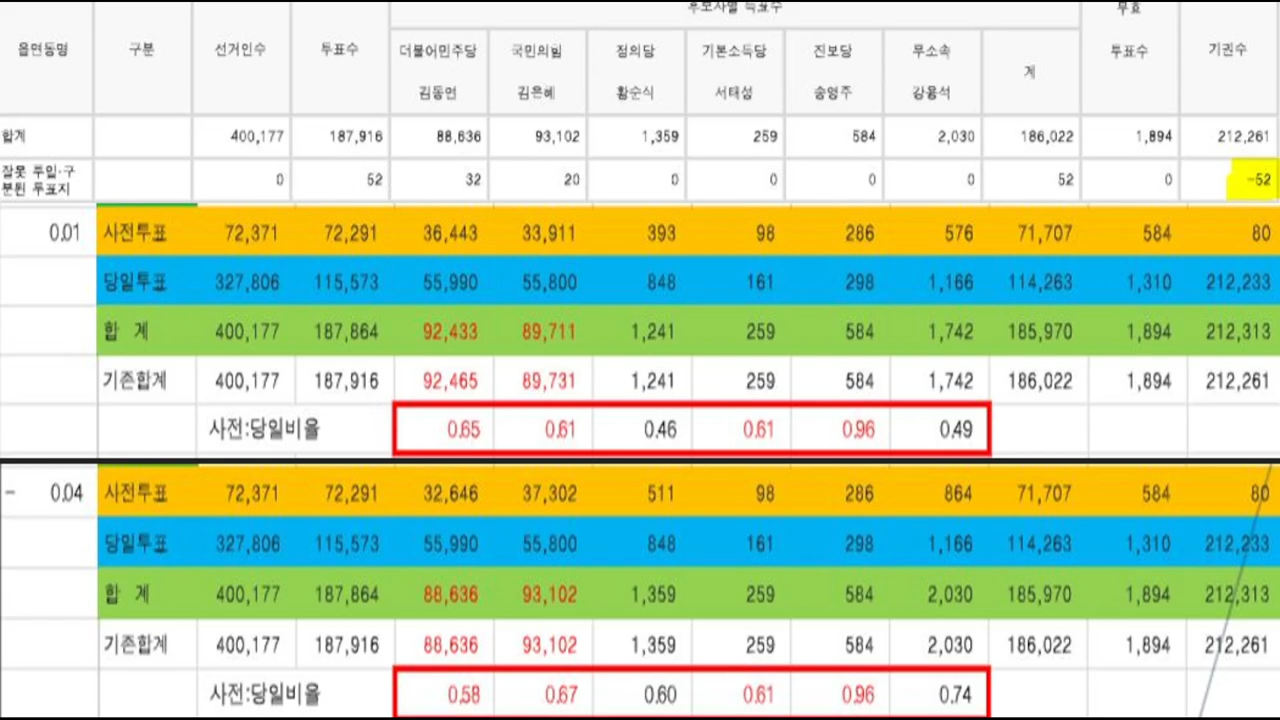 후보자별 득표수 무효
읍면동명 구분 선거인수 투표수 더불어민주당 국민의힘 정의당 기본소득당 진보당 무소속 계 투표수 기권수
김동연 김은혜 황순식 서태성 송영주 강용석
합계 400,177 187,916 88,636 93,102 1,359 259 584 2,030 186,022 1,894 212,261
잘못 투입·구
분된 투표지 0 52 32 20 0 0 0 0 52 0 -52
0.01 사전투표 72,371 72,291 36,443 33,911 393 98 286 576 71,707 584 80
당일투표 327,806 115,573 55,990 55,800 848 161 298 1,166 114,263 1,310 212,233
합 계 400,177 187,864 92,433 89,711 1,241 259 584 1,742 185,970 1,894 212,313
기존합계 400,177 187,916 92,465 89,731 1,241 259 584 1,742 186,022 1,894 212,261
사전:당일비율 0.65 0.61 0.46 0.61 0.96 0.49
- 0.04 사전투표 72,371 72,291 32,646 37,302 511 98 286 864 71,707 584 80
당일투표 327,806 115,573 55,990 55,800 848 161 298 1,166 114,263 1,310 212,233
합 계 400,177 187,864 88,636 93,102 1,359 259 584 2,030 185,970 1,894 212,313
기존합계 400,177 187,916 88,636 93,102 1,359 259 584 2,030 186,022 1,894 212,261
사전:당일비율 0.58 0.67 0.60 0.61 0.96 0.74